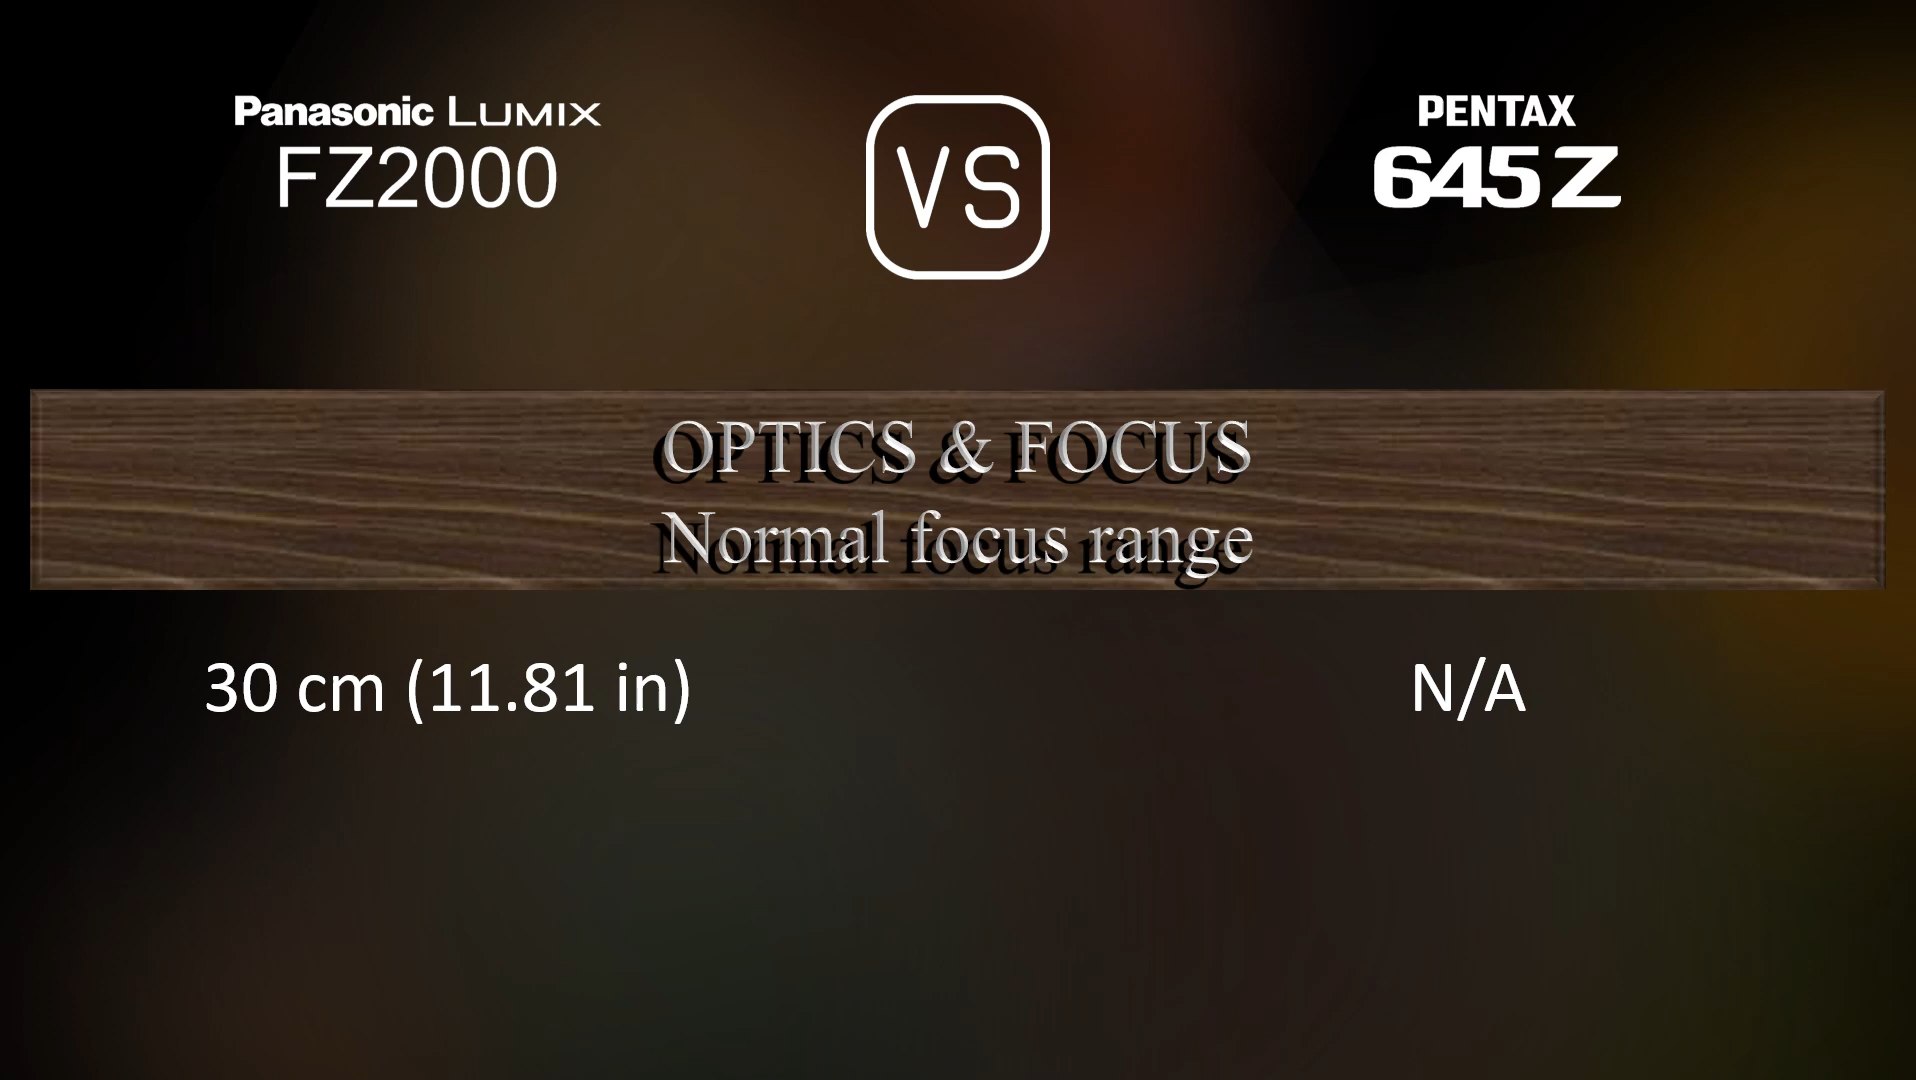 Panasonic LUMIX
FZ2000
VS
PENTAX
645Z
OPTICS & FOCUS
Normal focus range
30 cm (11.81 in)
N/A